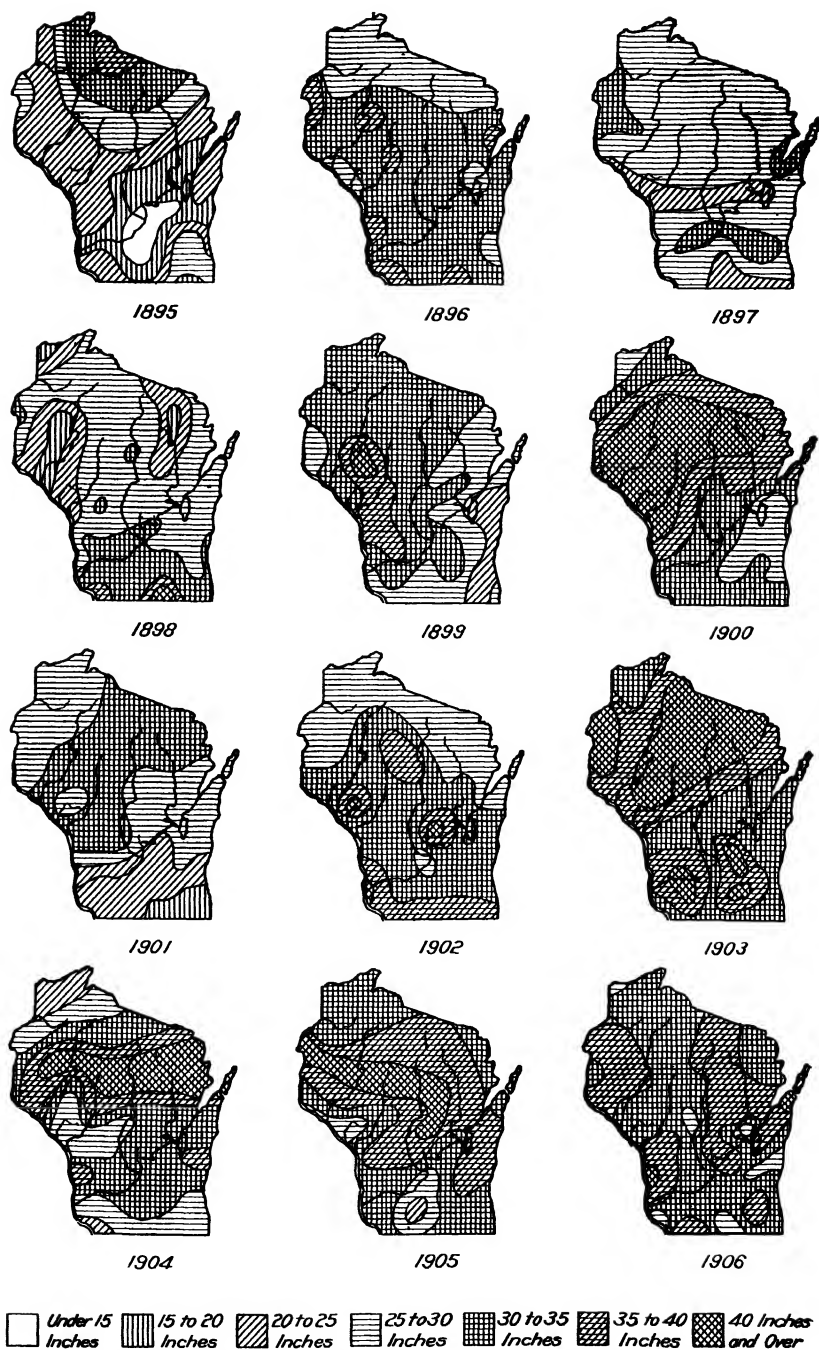 1895 1896 1897
1898 1899 1900
1901 1902 1903
1904 1905 1906
Under 15 15 to 20 20 to 25 25 to 30 30 to 35 35 to 40 40 Inches
Inches Inches Inches Inches Inches Inches and Over